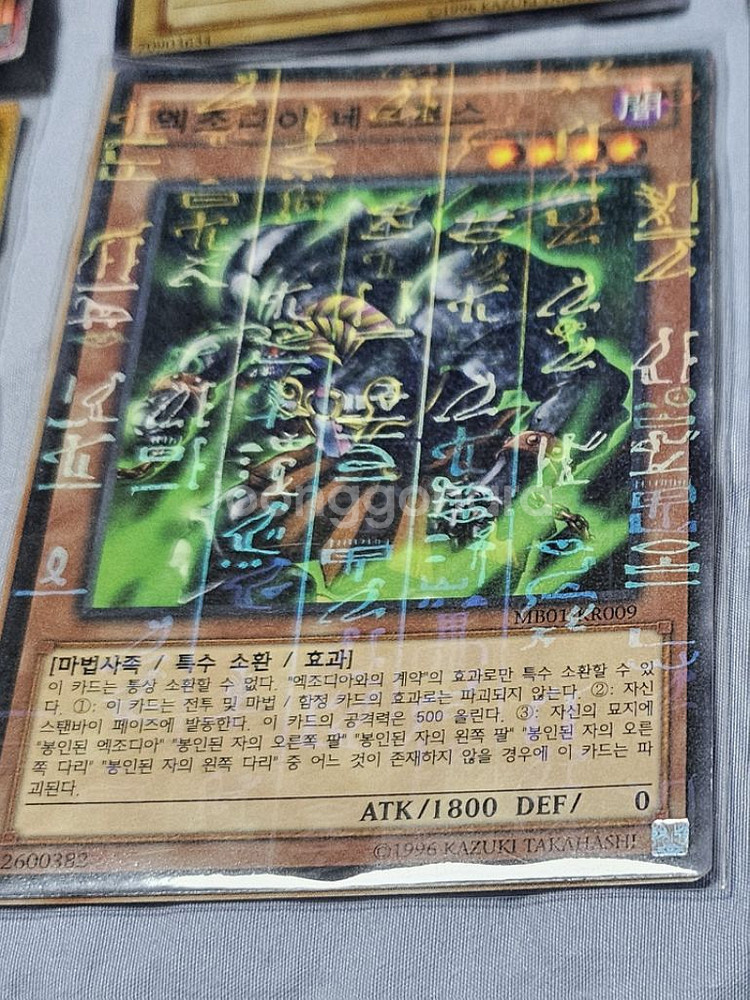 ©1996 KAZUKI TAKAHASHI
엑조디아 네크로스
闇
MB01-KR009
[마법사족 / 특수 소환 / 효과]
이 카드는 통상 소환할 수 없다. "엑조디아와의 계약"의 효과로만 특수 소환할 수 있
다. ①: 이 카드는 전투 및 마법 / 함정 카드의 효과로는 파괴되지 않는다. ②: 자신
스탠바이 페이즈에 발동한다. 이 카드의 공격력은 500 올린다. ③: 자신의 묘지에
"봉인된 엑조디아" "봉인된 자의 오른쪽 팔" "봉인된 자의 왼쪽 팔" "봉인된 자의 오른
쪽 다리" "봉인된 자의 왼쪽 다리" 중 어느 것이 존재하지 않을 경우에 이 카드는 파
괴된다.
ATK/1800 DEF/ 0
2600382 ©1996 KAZUKI TAKAHASHI